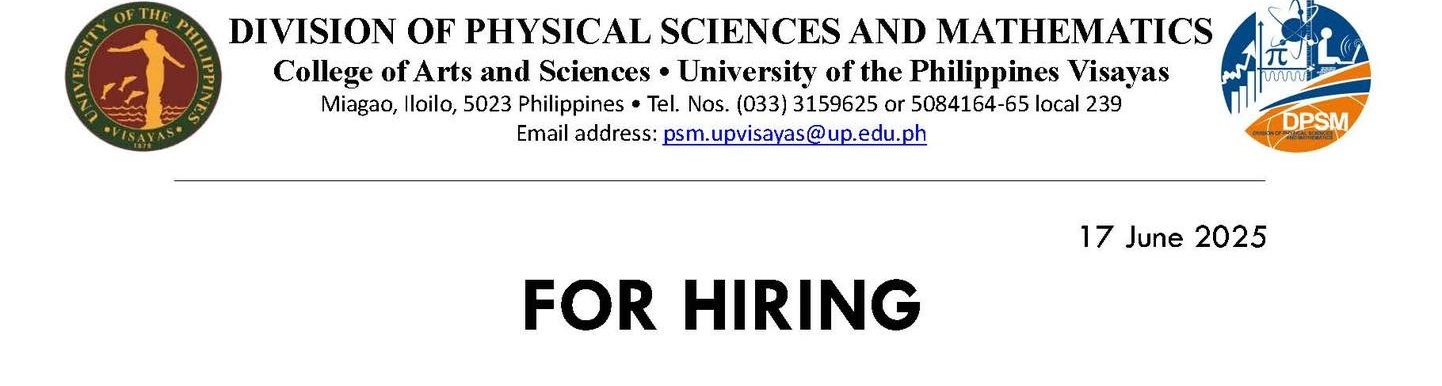 UNIVERSITY OF THE PHILIPPINES
• VISAYAS •
DIVISION OF PHYSICAL SCIENCES AND MATHEMATICS
College of Arts and Sciences • University of the Philippines Visayas
Miagao, Iloilo, 5023 Philippines • Tel. Nos. (033) 3159625 or 5084164-65 local 239
Email address: psm.upvisayas@up.edu.ph
π
DPSM
DIVISION OF PHYSICAL SCIENCES
AND MATHEMATICS
17 June 2025
FOR HIRING